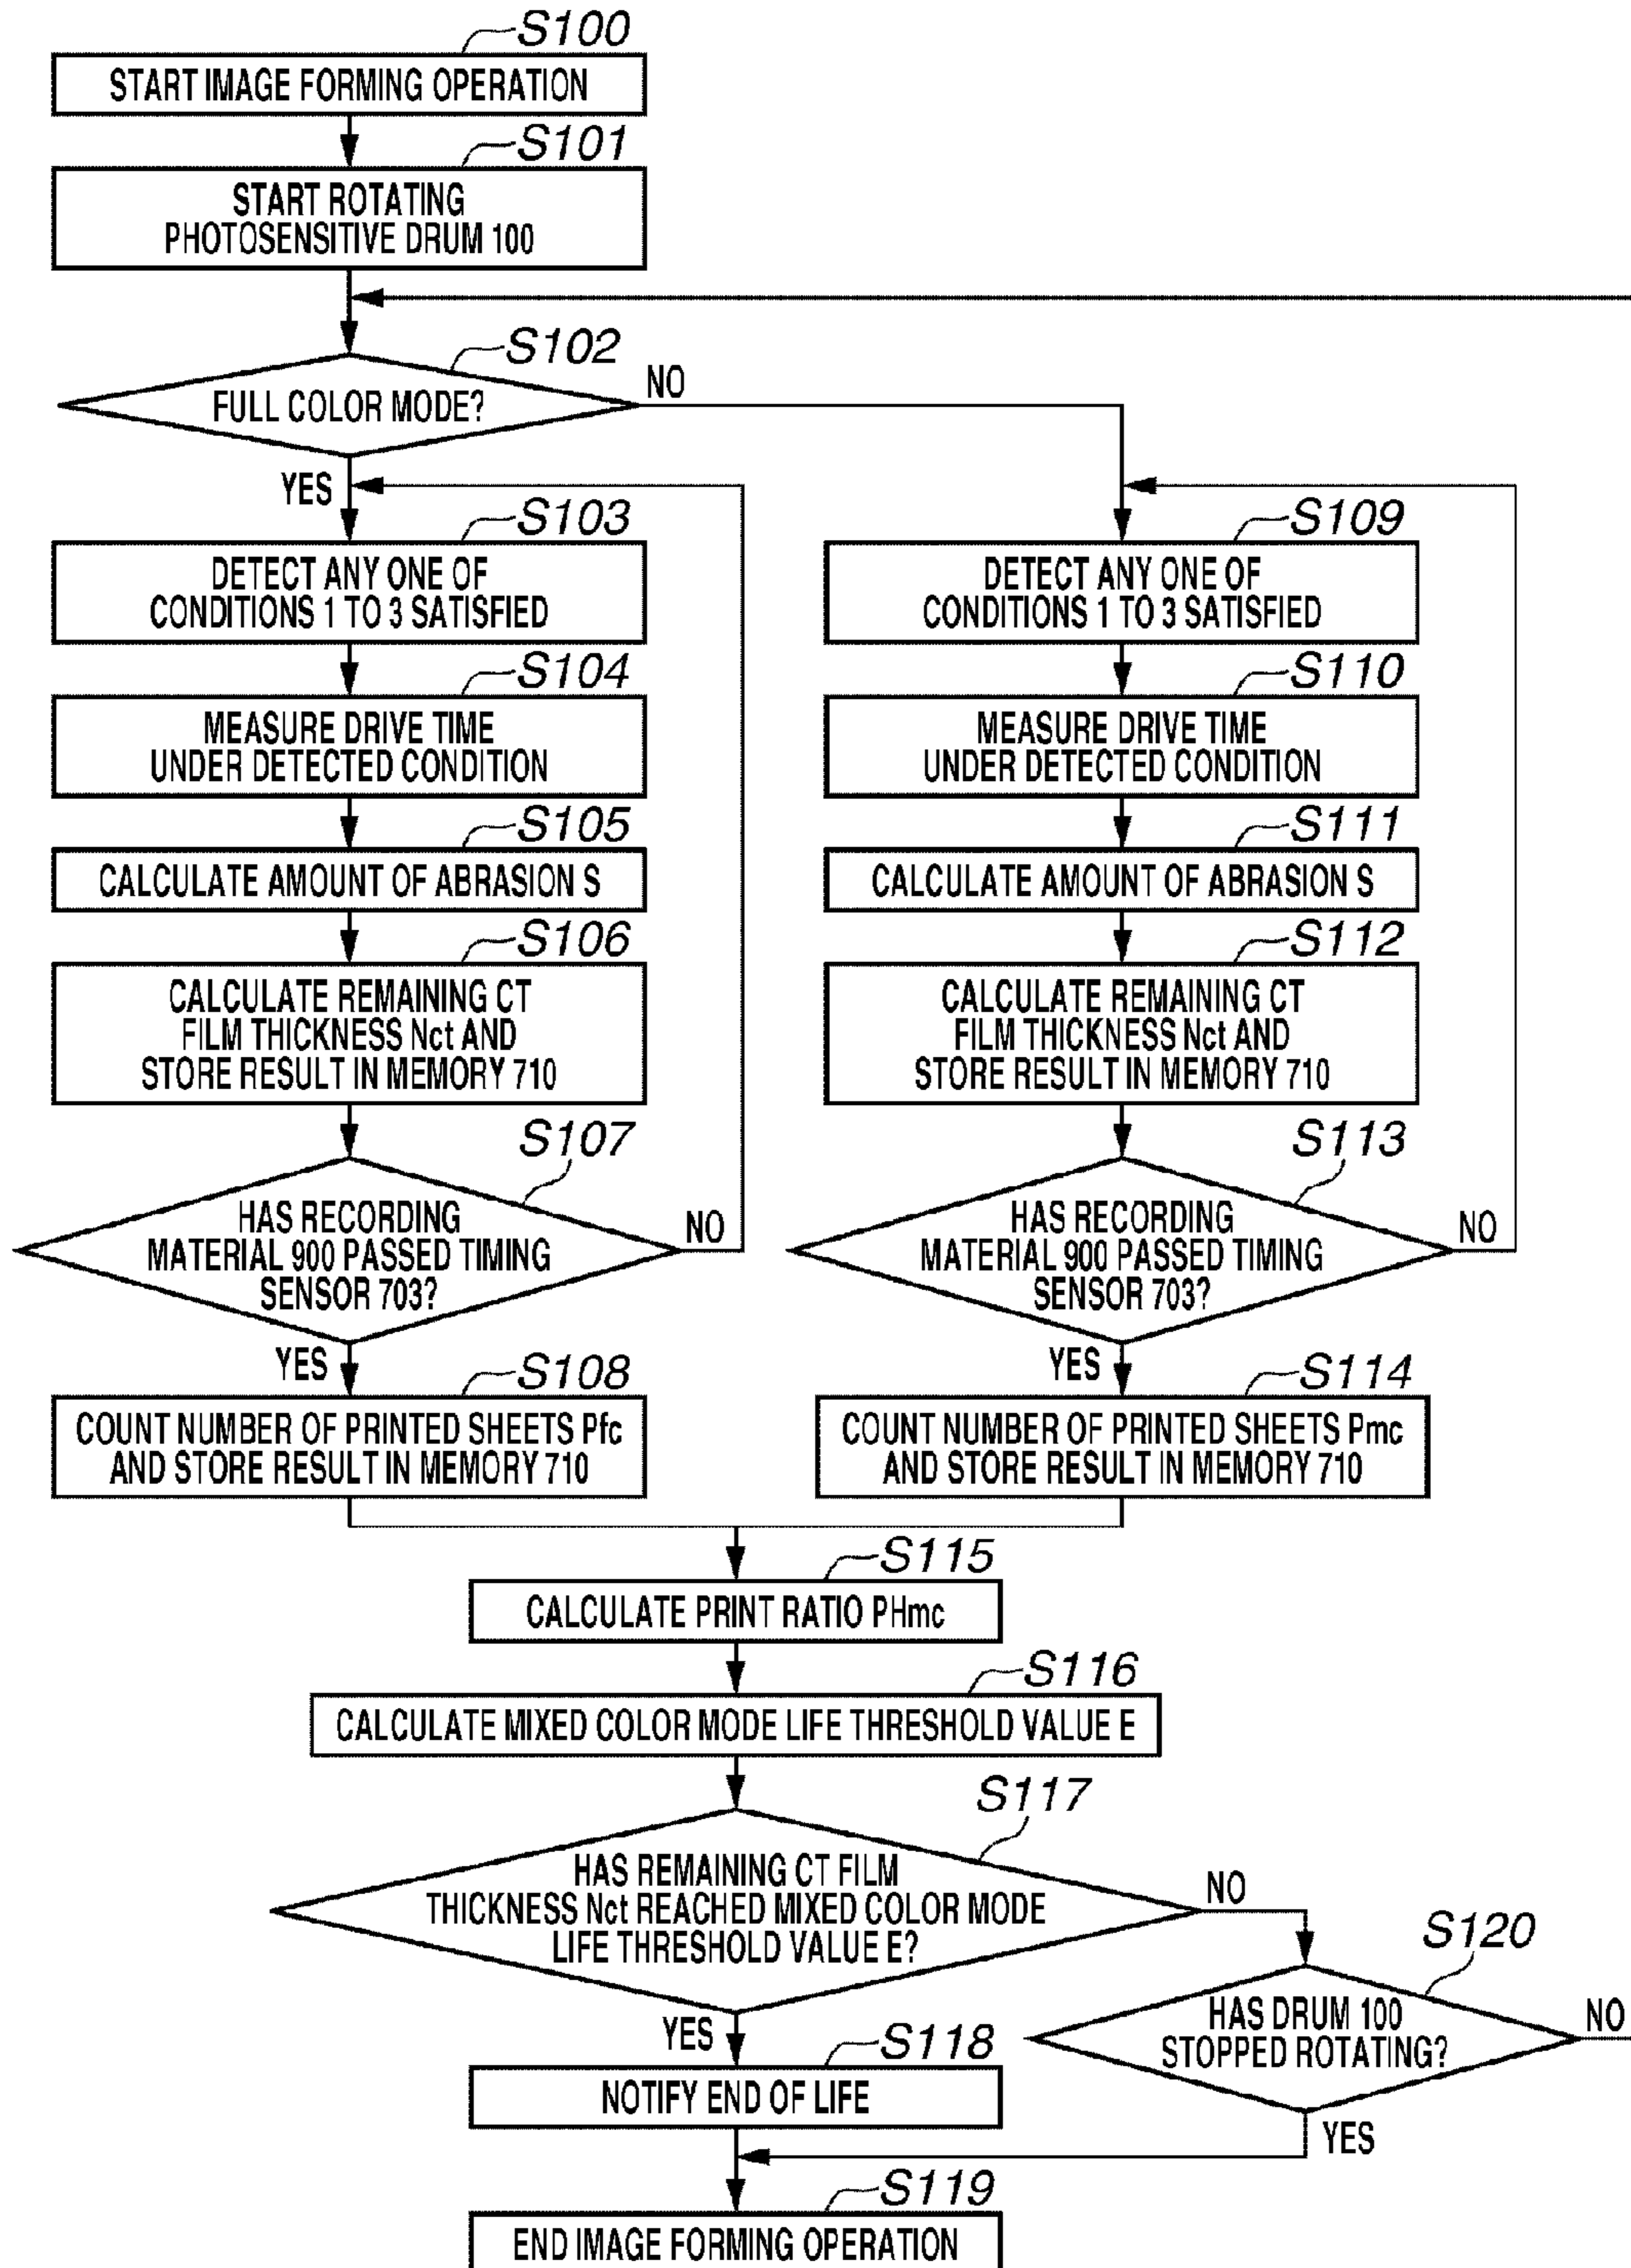 S100
START IMAGE FORMING OPERATION
S101
START ROTATING
PHOTOSENSITIVE DRUM 100
S102
FULL COLOR MODE?
NO
YES
S103
DETECT ANY ONE OF
CONDITIONS 1 TO 3 SATISFIED
S104
MEASURE DRIVE TIME
UNDER DETECTED CONDITION
S105
CALCULATE AMOUNT OF ABRASION S
S106
CALCULATE REMAINING CT
FILM THICKNESS Nct AND
STORE RESULT IN MEMORY 710
S107
HAS RECORDING
MATERIAL 900 PASSED TIMING
SENSOR 703?
NO
YES
S108
COUNT NUMBER OF PRINTED SHEETS Pfc
AND STORE RESULT IN MEMORY 710
S109
DETECT ANY ONE OF
CONDITIONS 1 TO 3 SATISFIED
S110
MEASURE DRIVE TIME
UNDER DETECTED CONDITION
S111
CALCULATE AMOUNT OF ABRASION S
S112
CALCULATE REMAINING CT
FILM THICKNESS Nct AND
STORE RESULT IN MEMORY 710
S113
HAS RECORDING
MATERIAL 900 PASSED TIMING
SENSOR 703?
NO
YES
S114
COUNT NUMBER OF PRINTED SHEETS Pmc
AND STORE RESULT IN MEMORY 710
S115
CALCULATE PRINT RATIO PHmc
S116
CALCULATE MIXED COLOR MODE LIFE THRESHOLD VALUE E
S117
HAS REMAINING CT FILM
THICKNESS Nct REACHED MIXED COLOR MODE
LIFE THRESHOLD VALUE E?
NO
YES
S120
HAS DRUM 100
STOPPED ROTATING?
NO
YES
S118
NOTIFY END OF LIFE
S119
END IMAGE FORMING OPERATION